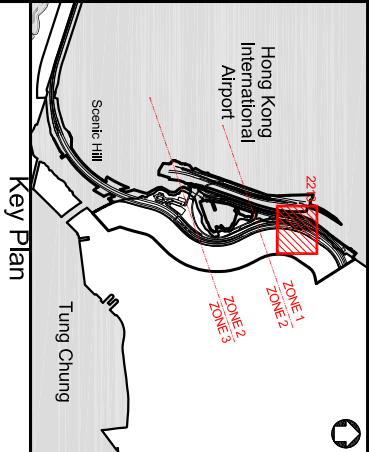 Hong Kong
International
Airport
Scenic Hill
ZONE 1
ZONE 2
ZONE 2
ZONE 3
Tung Chung
Key Plan